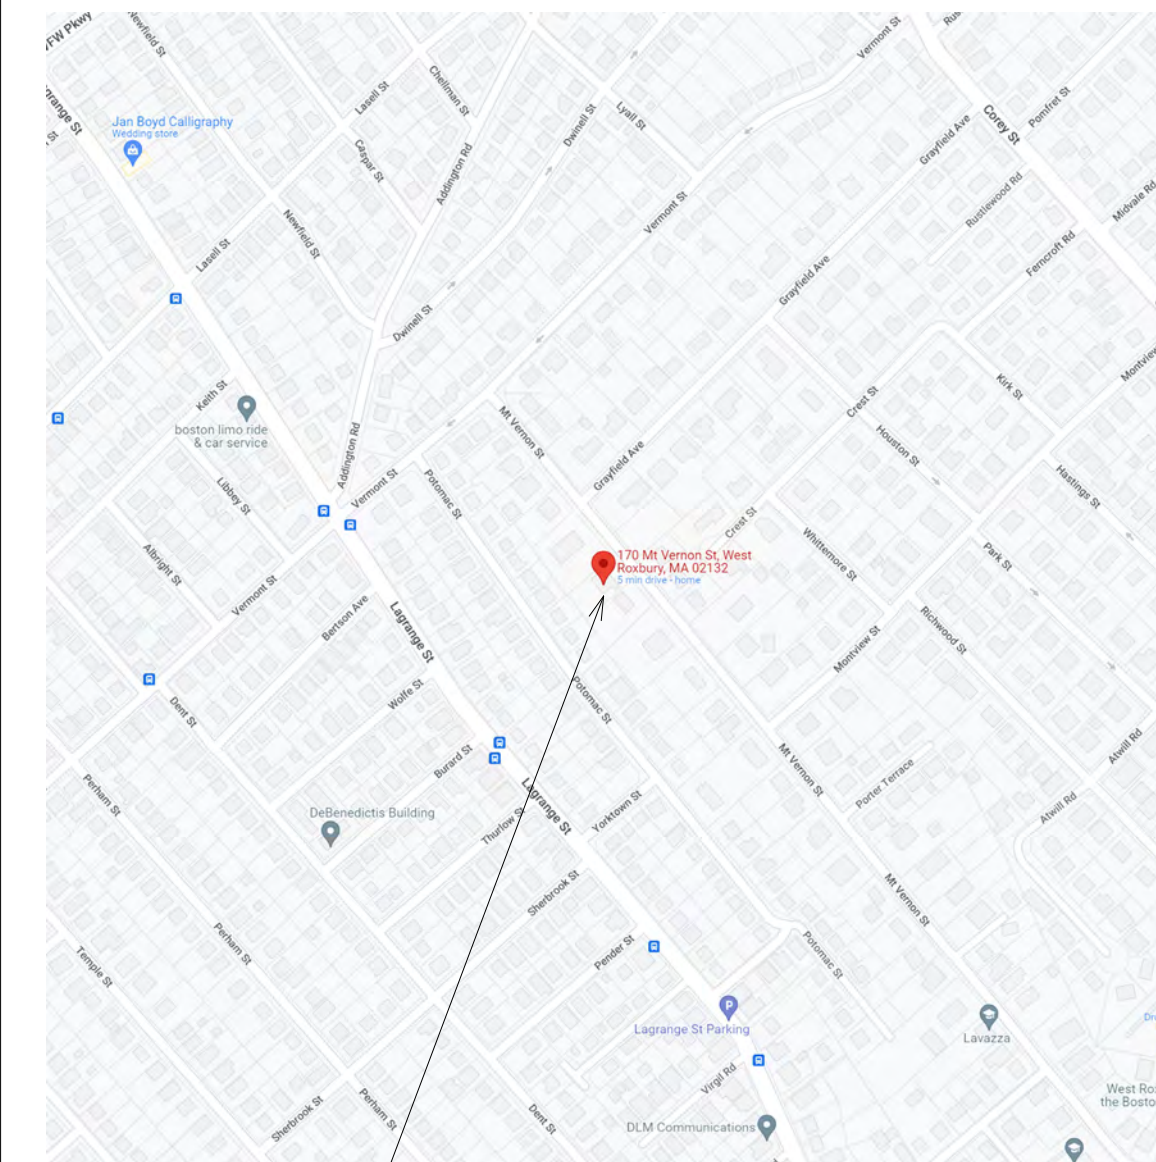 VFW Pkwy
Newfield St
Lasell St
Chellman St
Dwinell St
Lyall St
Vermont St
Corey St
Pomfret St
Grayfield Ave
Jan Boyd Calligraphy
Wedding store
Caspar St
Addington Rd
Rustlewood Rd
Midvale Rd
Vermont St
Newfield St
Lasell St
Ferncroft Rd
Grayfield Ave
Dwinell St
Montview
Keith St
boston limo ride
& car service
Addington Rd
Mt Vernon St
Grayfield Ave
Crest St
Kirk St
Houston St
Hastings St
Vermont St
Potomac St
Libbey St
Crest St
Whittemore St
Park St
Albright St
170 Mt Vernon St, West
Roxbury, MA 02132
5 min drive - home
Vermont St
Bertson Ave
Lagrange St
Richwood St
Montview St
Dent St
Wolfe St
Potomac St
Burard St
Mt Vernon St
Atwill Rd
Porter Terrace
Perham St
DeBenedictis Building
Thurlow St
Lagrange St
Yorktown St
Atwill Rd
Sherbrook St
Mt Vernon St
Perham St
Temple St
Pender St
Potomac St
Lagrange St Parking
Lavazza
Virgil Rd
Perham St
Sherbrook St
Dent St
DLM Communications
West Ro
the Bosto